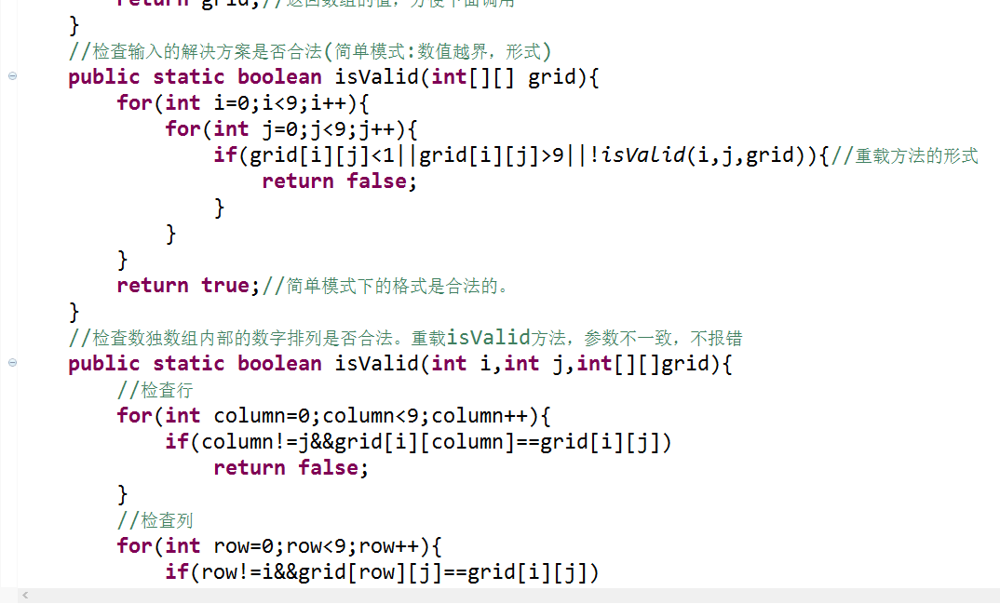 return grid;//返回数组的值，方便下面调用
}
//检查输入的解决方案是否合法(简单模式:数值越界，形式)
public static boolean isValid(int[][] grid){
for(int i=0;i<9;i++){
for(int j=0;j<9;j++){
if(grid[i][j]<1||grid[i][j]>9||!isValid(i,j,grid)){//重载方法的形式
return false;
}
}
}
return true;//简单模式下的格式是合法的。
}
//检查数独数组内部的数字排列是否合法。重载isValid方法，参数不一致，不报错
public static boolean isValid(int i,int j,int[][]grid){
//检查行
for(int column=0;column<9;column++){
if(column!=j&&grid[i][column]==grid[i][j])
return false;
}
//检查列
for(int row=0;row<9;row++){
if(row!=i&&grid[row][j]==grid[i][j])